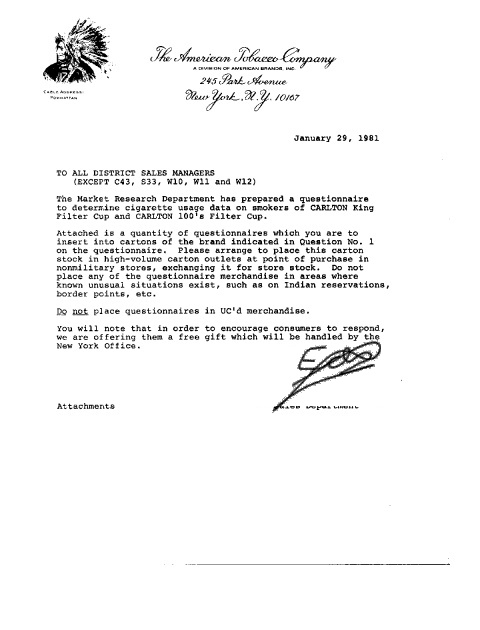 The American Tobacco Company
A DIVISION OF AMERICAN BRANDS, INC.
245 Park Avenue
New York, N.Y. 10167
CABLE ADDRESS:
POWHATTAN
January 29, 1981
TO ALL DISTRICT SALES MANAGERS
(EXCEPT C43, S33, W10, W11 and W12)
The Market Research Department has prepared a questionnaire
to determine cigarette usage data on smokers of CARLTON King
Filter Cup and CARLTON 100's Filter Cup.
Attached is a quantity of questionnaires which you are to
insert into cartons of the brand indicated in Question No. 1
on the questionnaire. Please arrange to place this carton
stock in high-volume carton outlets at point of purchase in
nonmilitary stores, exchanging it for store stock. Do not
place any of the questionnaire merchandise in areas where
known unusual situations exist, such as on Indian reservations,
border points, etc.
Do not place questionnaires in UC'd merchandise.
You will note that in order to encourage consumers to respond,
we are offering them a free gift which will be handled by the
New York Office.
Attachments
Sales Department